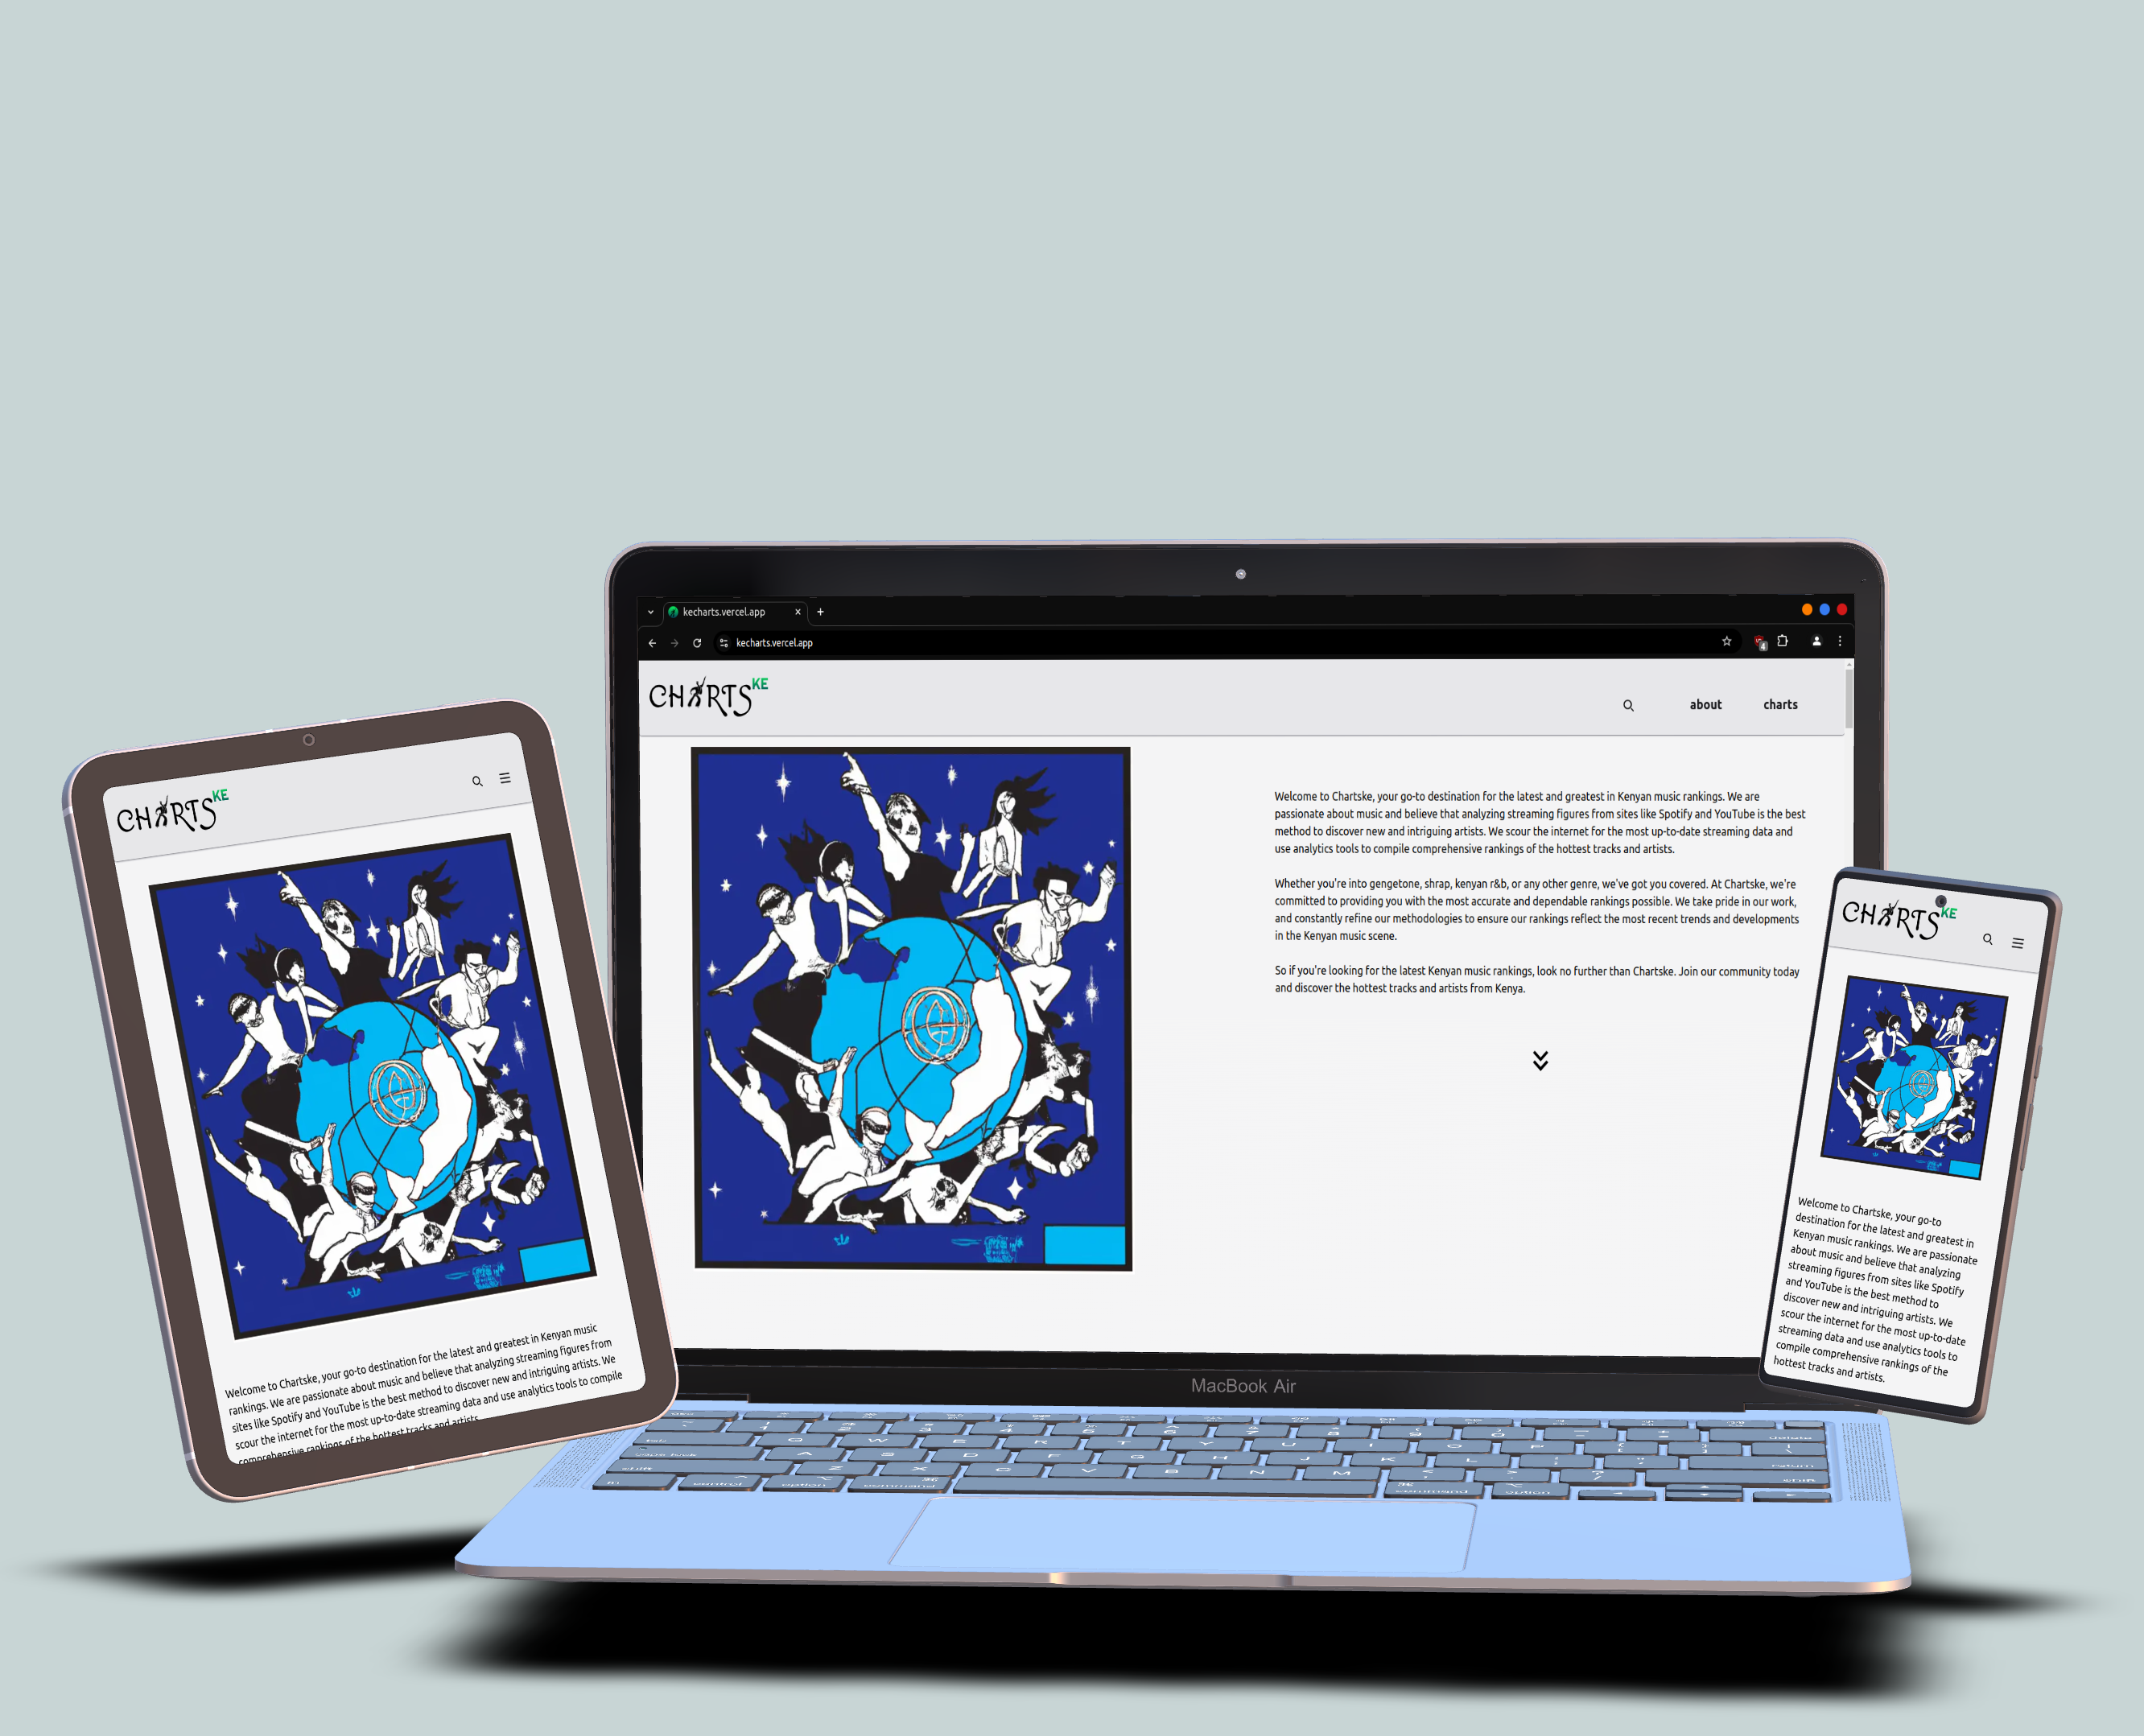 kecharts.vercel.app
kecharts.vercel.app
4
CHARTS KE
about
charts
Welcome to Chartske, your go-to destination for the latest and greatest in Kenyan music rankings. We are
passionate about music and believe that analyzing streaming figures from sites like Spotify and YouTube is the best
method to discover new and intriguing artists. We scour the internet for the most up-to-date streaming data and
use analytics tools to compile comprehensive rankings of the hottest tracks and artists.
Whether you're into gengetone, shrap, kenyan r&b, or any other genre, we've got you covered. At Chartske, we're
committed to providing you with the most accurate and dependable rankings possible. We take pride in our work,
and constantly refine our methodologies to ensure our rankings reflect the most recent trends and developments
in the Kenyan music scene.
So if you're looking for the latest Kenyan music rankings, look no further than Chartske. Join our community today
and discover the hottest tracks and artists from Kenya.
MacBook Air
Q W E R T Y U I O P
A S D F G H J K L
shift Z X C V B N M shift
fn control option command command option
delete
return
CHARTS KE
Welcome to Chartske, your go-to destination for the latest and greatest in Kenyan music
rankings. We are passionate about music and believe that analyzing streaming figures from
sites like Spotify and YouTube is the best method to discover new and intriguing artists. We
scour the internet for the most up-to-date streaming data and use analytics tools to compile
comprehensive rankings of the hottest tracks and artists.
CHARTS KE
Welcome to Chartske, your go-to
destination for the latest and greatest in
Kenyan music rankings. We are passionate
about music and believe that analyzing
streaming figures from sites like Spotify
and YouTube is the best method to
discover new and intriguing artists. We
scour the internet for the most up-to-date
streaming data and use analytics tools to
compile comprehensive rankings of the
hottest tracks and artists.